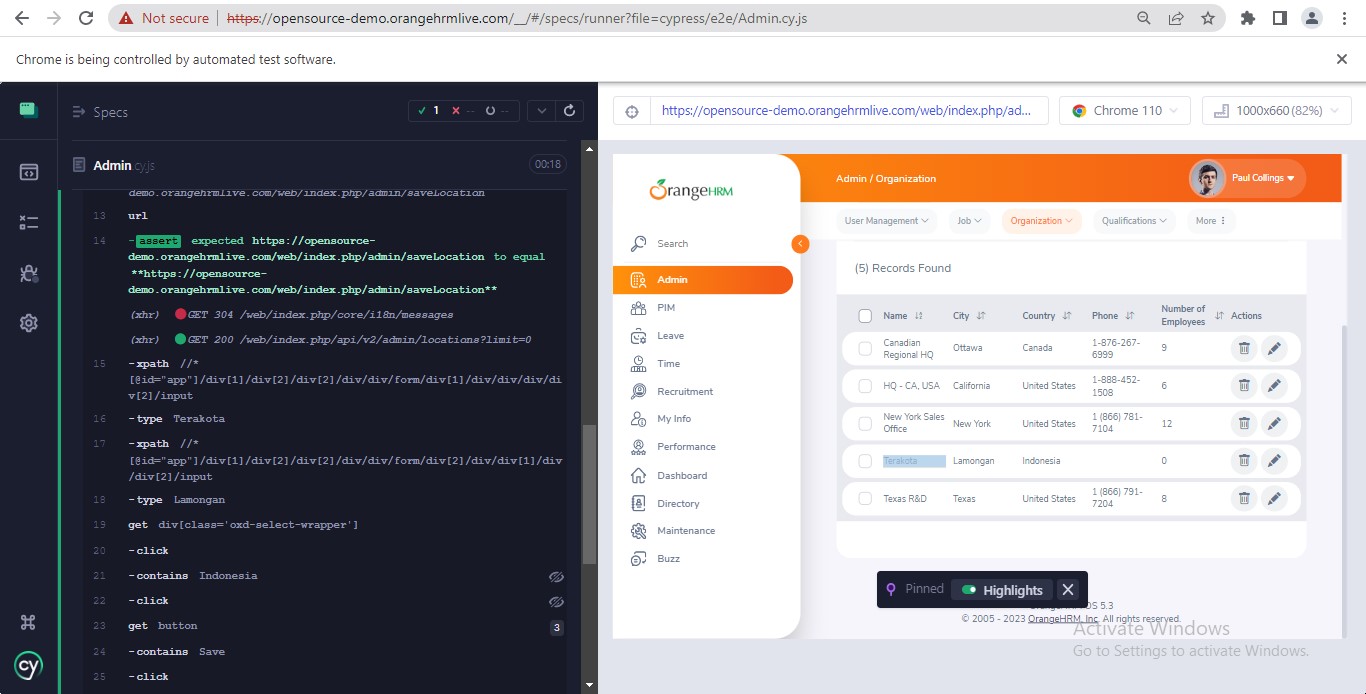 Not secure
https://opensource-demo.orangehrmlive.com/__/#/specs/runner?file=cypress/e2e/Admin.cy.js
Chrome is being controlled by automated test software.
Specs
1
--
--
Admin.cy.js
00:18
demo.orangehrmlive.com/web/index.php/admin/saveLocation
13 url
14 -assert expected https://opensource-
demo.orangehrmlive.com/web/index.php/admin/saveLocation to equal
**https://opensource-
demo.orangehrmlive.com/web/index.php/admin/saveLocation**
(xhr) GET 304 /web/index.php/core/i18n/messages
(xhr) GET 200 /web/index.php/api/v2/admin/locations?limit=0
15 -xpath //*
[@id="app"]/div[1]/div[2]/div[2]/div/div/form/div[1]/div/div/div/di
v[2]/input
16 -type Terakota
17 -xpath //*
[@id="app"]/div[1]/div[2]/div[2]/div/div/form/div[2]/div/div[1]/div
/div[2]/input
18 -type Lamongan
19 get div[class='oxd-select-wrapper']
20 -click
21 -contains Indonesia
22 -click
23 get button 3
24 -contains Save
25 -click
cy
https://opensource-demo.orangehrmlive.com/web/index.php/ad...
Chrome 110
1000x660 (82%)
OrangeHRM
Search
Admin
PIM
Leave
Time
Recruitment
My Info
Performance
Dashboard
Directory
Maintenance
Buzz
Admin / Organization
Paul Collings
User Management
Job
Organization
Qualifications
More
(5) Records Found
Name City Country Phone Number of Employees Actions
Canadian Regional HQ Ottawa Canada 1-876-267-6999 9
HQ - CA, USA California United States 1-888-452-1508 6
New York Sales Office New York United States 1 (866) 781-7104 12
Terakota Lamongan Indonesia 0
Texas R&D Texas United States 1 (866) 791-7204 8
Pinned
Highlights
OS 5.3
© 2005 - 2023 OrangeHRM, Inc. All rights reserved.
Activate Windows
Go to Settings to activate Windows.